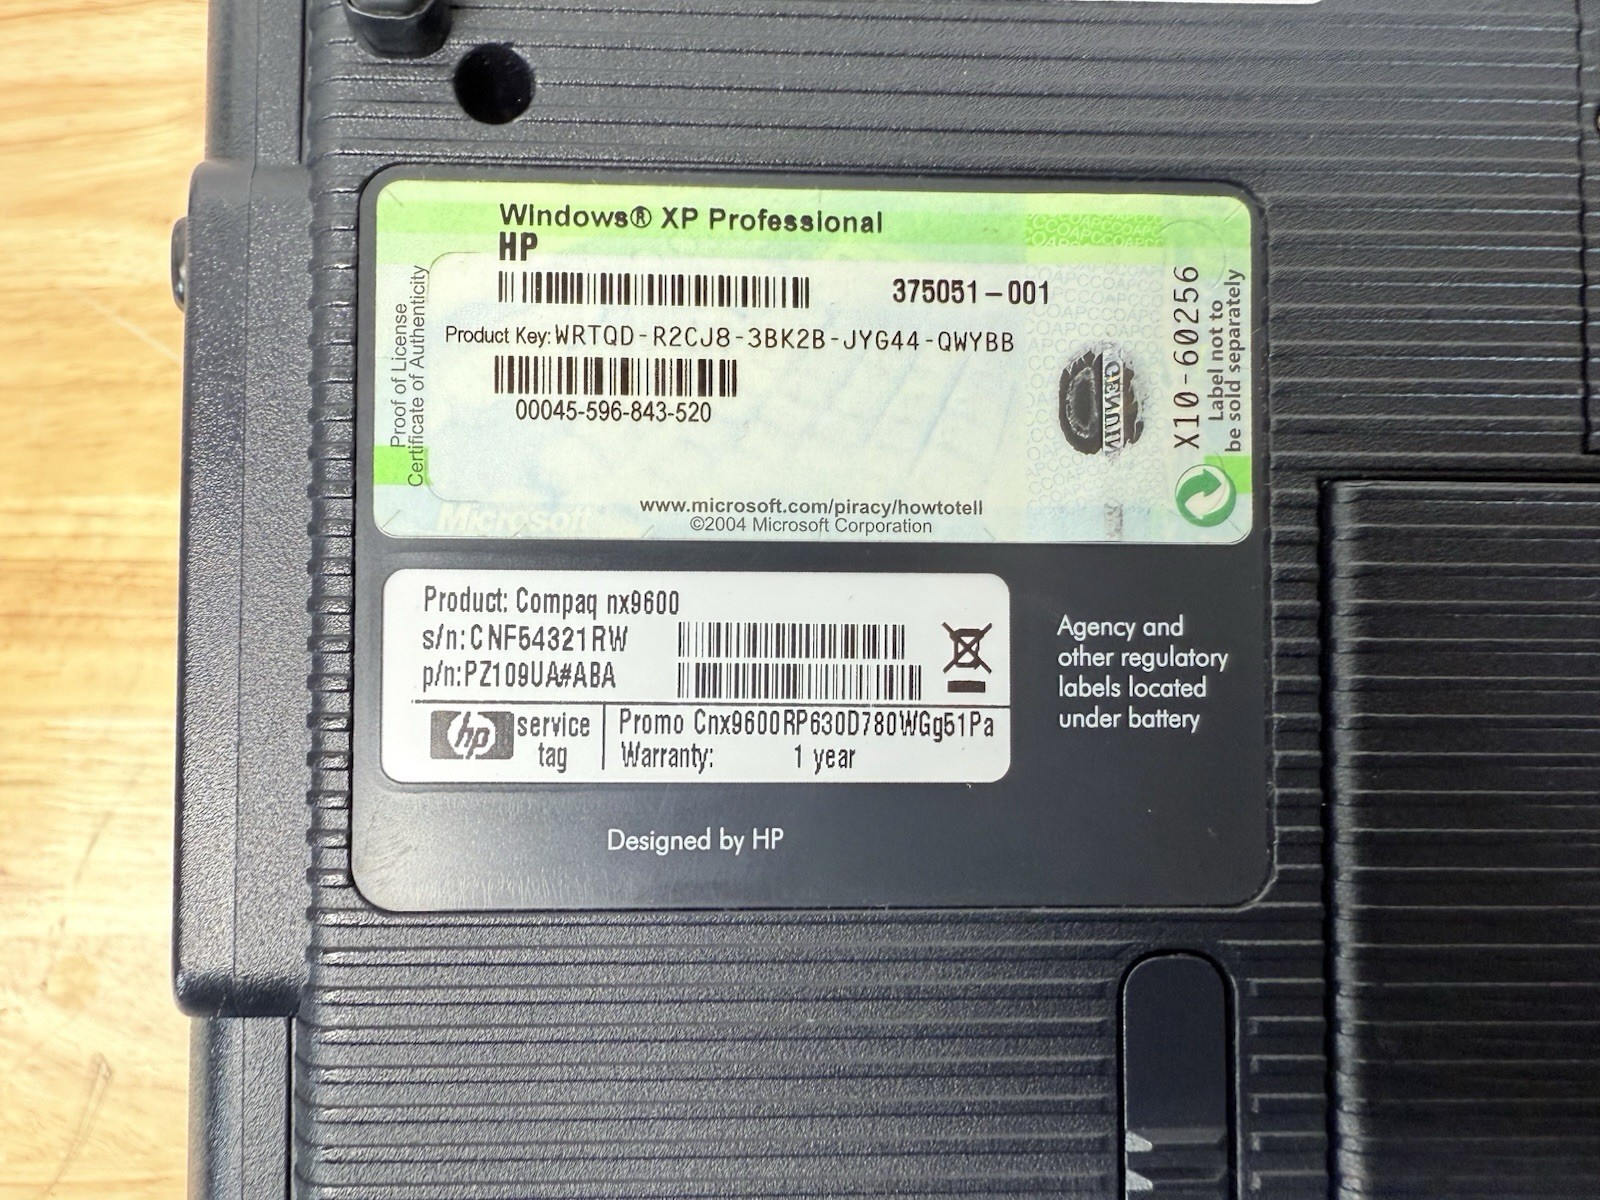 Windows® XP Professional
HP
375051-001
Product Key: WRTQD-R2CJ8-3BK2B-JYG44-QWYBB
00045-596-843-520
Proof of License
Certificate of Authenticity
X10-60256
Label not to
be sold separately
GENUINE
Microsoft
www.microsoft.com/piracy/howtotell
©2004 Microsoft Corporation
Product: Compaq nx9600
s/n:CNF54321RW
p/n:PZ109UA#ABA
hp service
tag
Promo Cnx9600RP630D780WGg51Pa
Warranty: 1 year
Agency and
other regulatory
labels located
under battery
Designed by HP